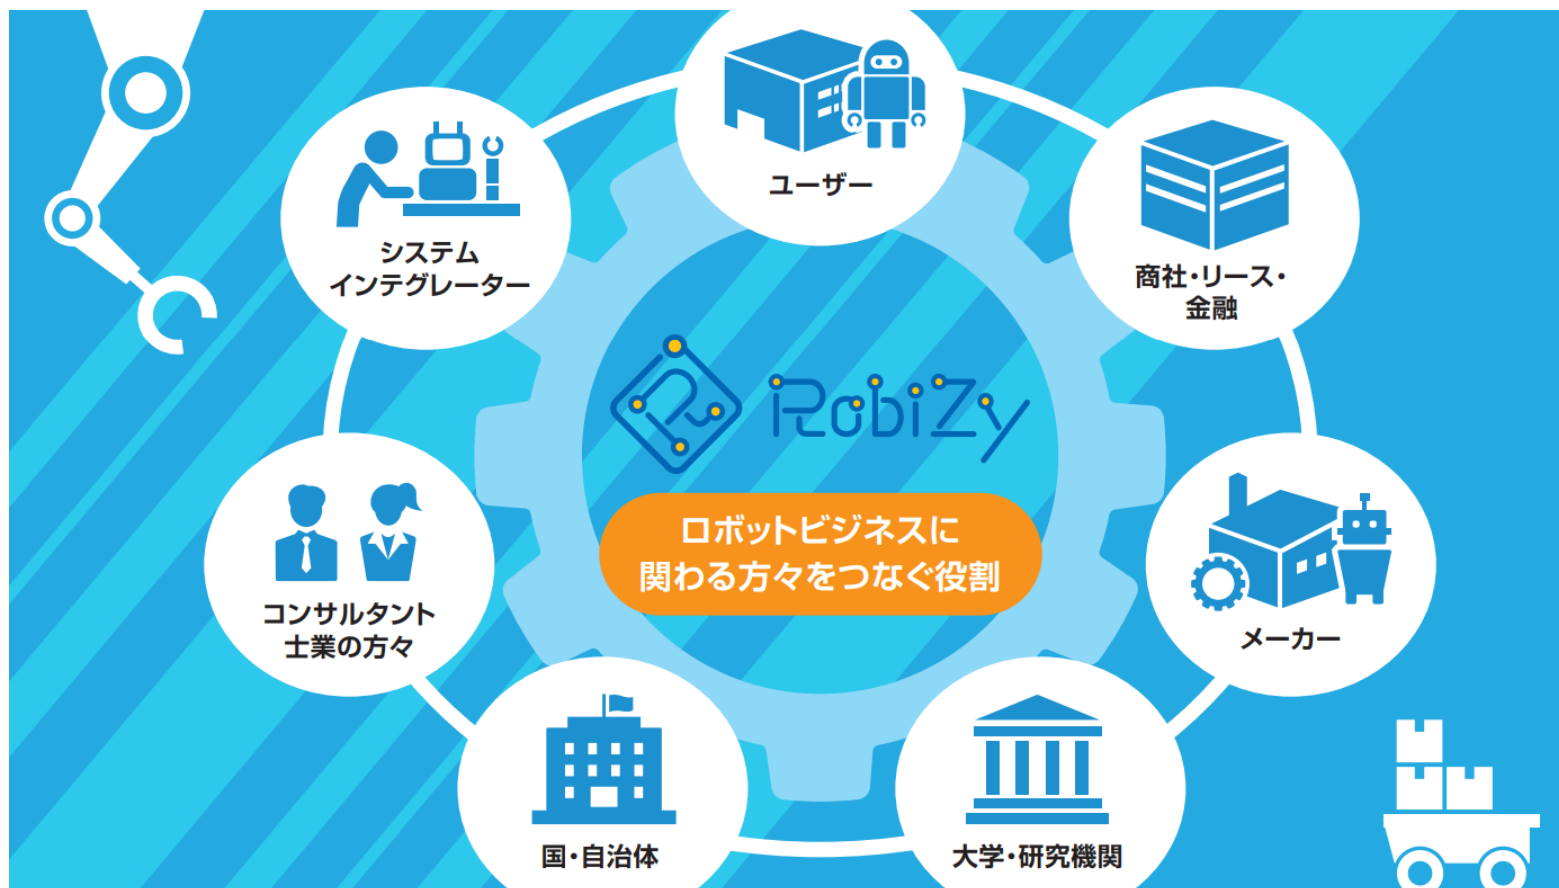 ユーザー
システム
インテグレーター
商社・リース・
金融
RobiZy
ロボットビジネスに
関わる方々をつなぐ役割
コンサルタント
士業の方々
メーカー
国・自治体
大学・研究機関